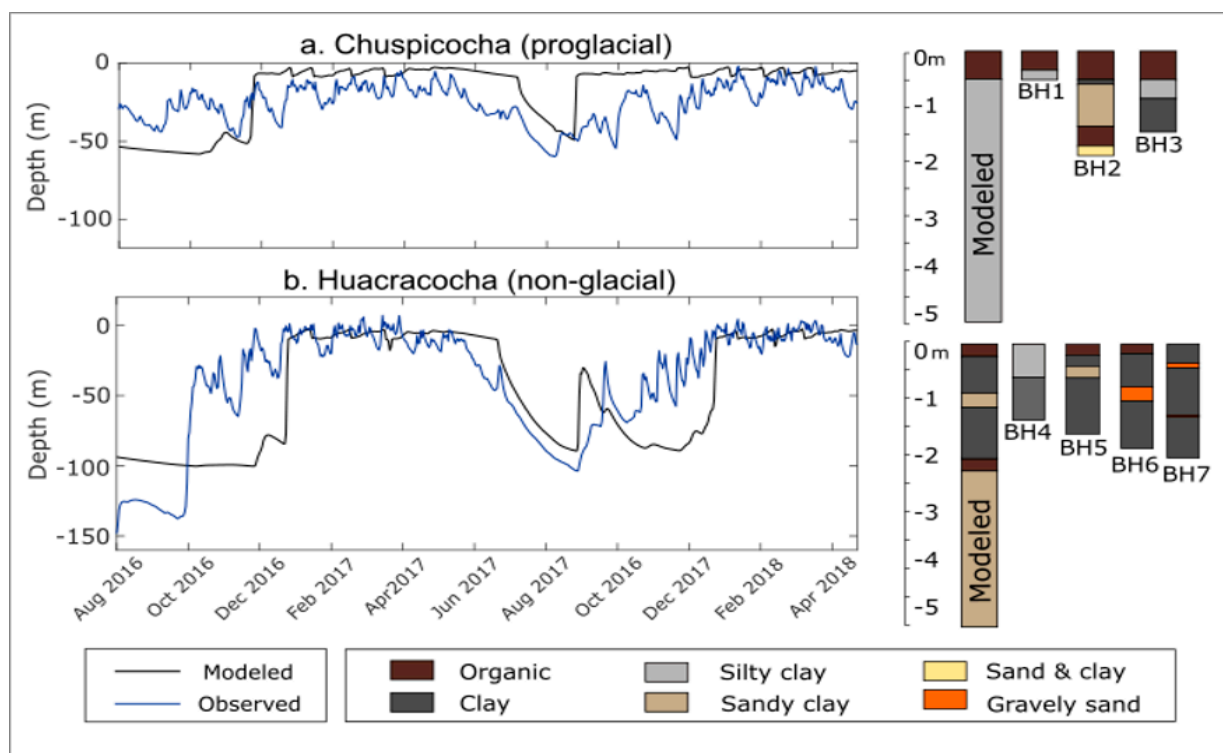 a. Chuspicocha (proglacial)
0
-50
-100
Depth (m)
b. Huacracocha (non-glacial)
0
-50
-100
-150
Depth (m)
Aug 2016
Oct 2016
Dec 2016
Feb 2017
Apr2017
Jun 2017
Aug 2017
Oct 2017
Dec 2017
Feb 2018
Apr 2018
0m
-1
-2
-3
-4
-5
Modeled
BH1
BH2
BH3
0m
-1
-2
-3
-4
-5
Modeled
BH4
BH5
BH6
BH7
Modeled
Observed
Organic
Clay
Silty clay
Sandy clay
Sand & clay
Gravely sand